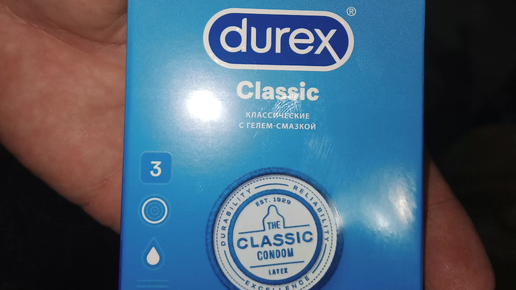 durex®
Classic
КЛАССИЧЕСКИЕ
С ГЕЛЕМ-СМАЗКОЙ
3
DURABILITY · RELIABILITY
EST. 1929
THE
CLASSIC
CONDOM
LATEX
EXCELLENCE